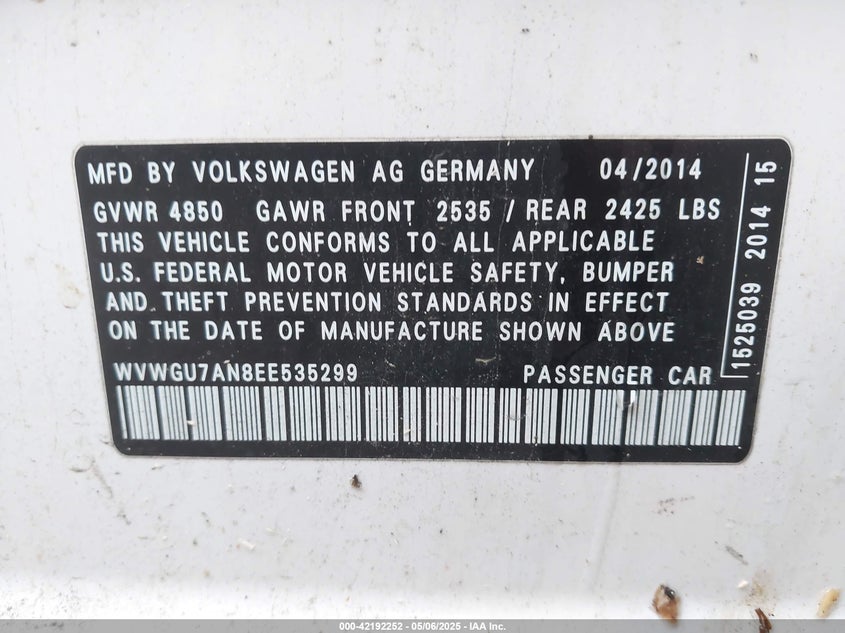 MFD BY VOLKSWAGEN AG GERMANY 04/2014
GVWR 4850 GAWR FRONT 2535 / REAR 2425 LBS
THIS VEHICLE CONFORMS TO ALL APPLICABLE
U.S. FEDERAL MOTOR VEHICLE SAFETY, BUMPER
AND THEFT PREVENTION STANDARDS IN EFFECT
ON THE DATE OF MANUFACTURE SHOWN ABOVE
WVWGU7AN8EE535299 PASSENGER CAR
1525039 2014 15
000-42192252 - 05/06/2025 - IAA Inc.